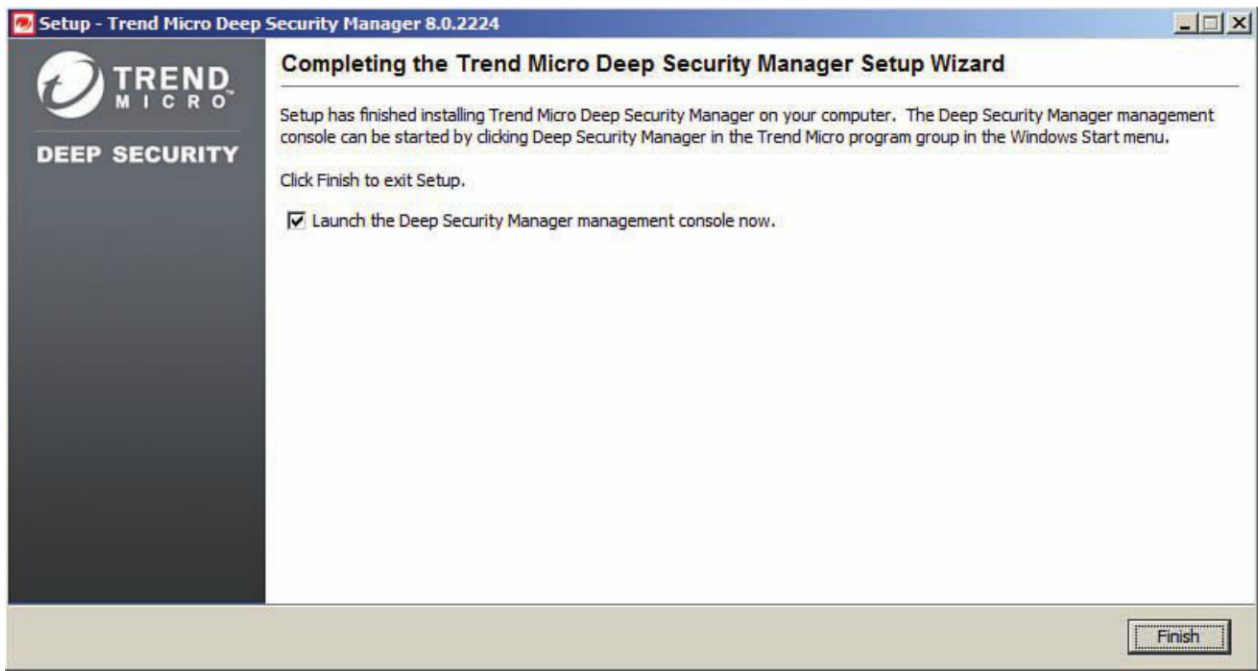 Setup - Trend Micro Deep Security Manager 8.0.2224
TREND
MICRO
DEEP SECURITY
Completing the Trend Micro Deep Security Manager Setup Wizard
Setup has finished installing Trend Micro Deep Security Manager on your computer. The Deep Security Manager management
console can be started by clicking Deep Security Manager in the Trend Micro program group in the Windows Start menu.
Click Finish to exit Setup.
Launch the Deep Security Manager management console now.
Finish